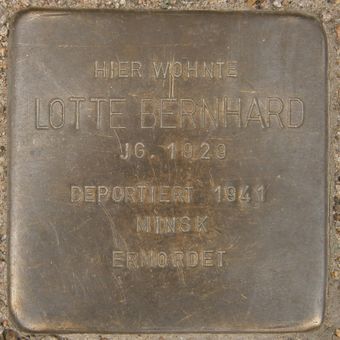 HIER WOHNTE
LOTTE BERNHARD
JG. 1929
DEPORTIERT 1941
MINSK
ERMORDET